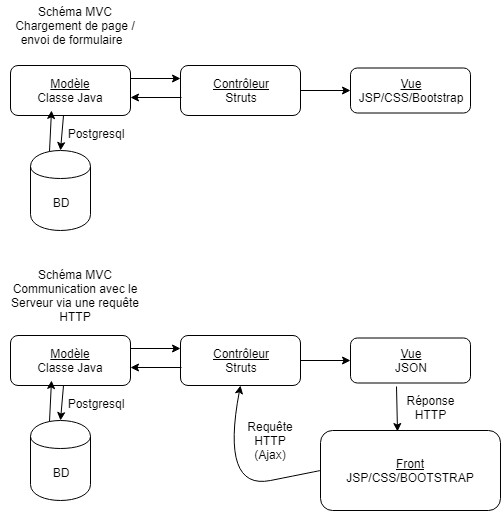 Schéma MVC
Chargement de page /
envoi de formulaire
Modèle
Classe Java
Contrôleur
Struts
Vue
JSP/CSS/Bootstrap
Postgresql
BD
Schéma MVC
Communication avec le
Serveur via une requête
HTTP
Modèle
Classe Java
Contrôleur
Struts
Vue
JSON
Postgresql
Réponse
HTTP
Requête
HTTP
(Ajax)
BD
Front
JSP/CSS/BOOTSTRAP